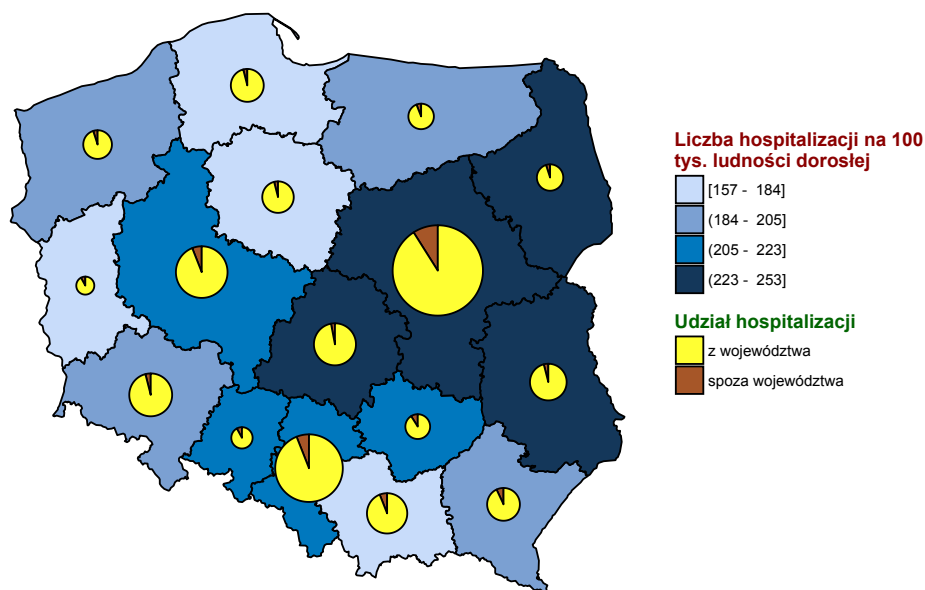 Liczba hospitalizacji na 100
tys. ludności dorosłej
[157 - 184]
(184 - 205]
(205 - 223]
(223 - 253]
Udział hospitalizacji
z województwa
spoza województwa